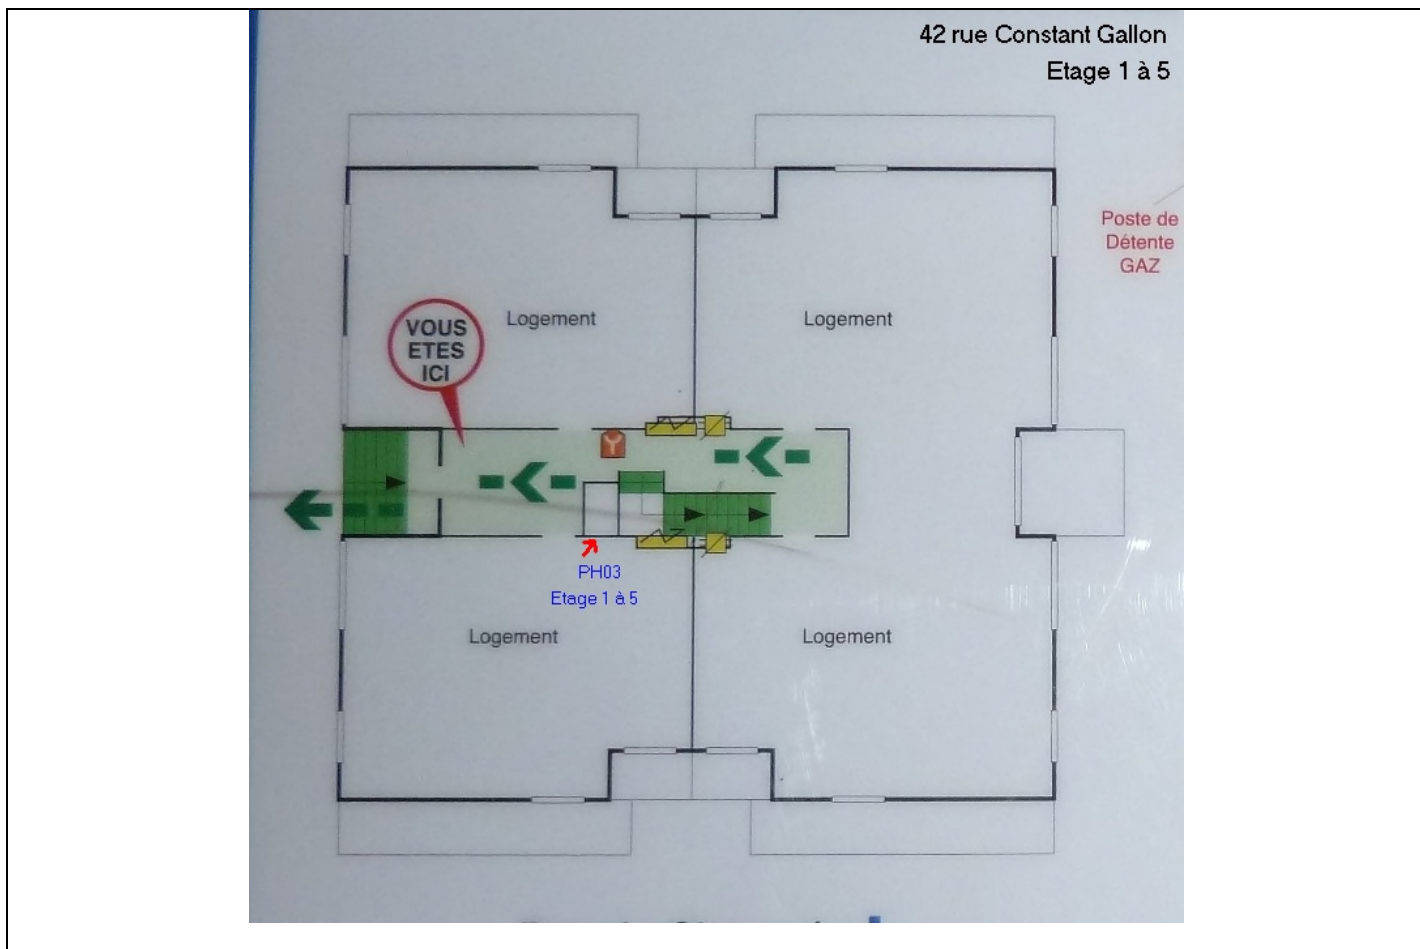 42 rue Constant Gallon
Etage 1 à 5
Poste de
Détente
GAZ
Logement
Logement
VOUS
ETES
ICI
PH03
Etage 1 à 5
Logement
Logement